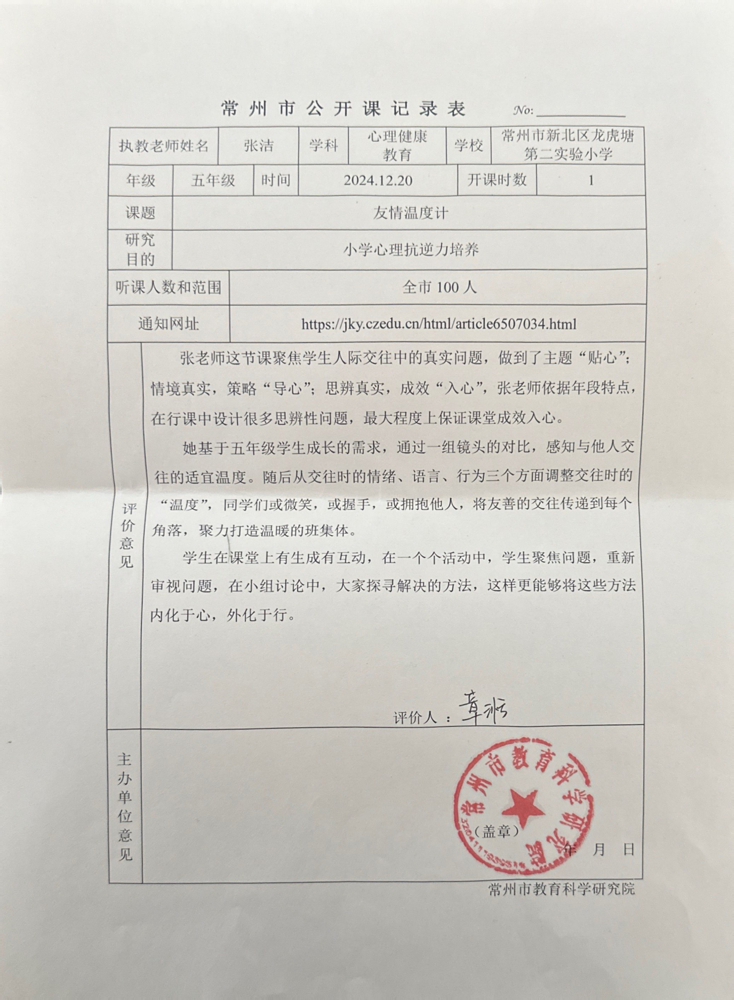 常州市公开课记录表 No:
执教老师姓名 张洁 学科 心理健康教育 学校 常州市新北区龙虎塘第二实验小学
年级 五年级 时间 2024.12.20 开课时数 1
课题 友情温度计
研究目的 小学心理抗逆力培养
听课人数和范围 全市 100 人
通知网址 https://jky.czedu.cn/html/article6507034.html
评价意见
张老师这节课聚焦学生人际交往中的真实问题，做到了主题“贴心”；
情境真实，策略“导心”；思辨真实，成效“入心”，张老师依据年段特点，
在行课中设计很多思辨性问题，最大程度上保证课堂成效入心。
她基于五年级学生成长的需求，通过一组镜头的对比，感知与他人交
往的适宜温度。随后从交往时的情绪、语言、行为三个方面调整交往时的
“温度”，同学们或微笑，或握手，或拥抱他人，将友善的交往传递到每个
角落，聚力打造温暖的班集体。
学生在课堂上有生成有互动，在一个个活动中，学生聚焦问题，重新
审视问题，在小组讨论中，大家探寻解决的方法，这样更能够将这些方法
内化于心，外化于行。
评价人：章
主办单位意见
常州市教育科学研究院
（盖章）
年 月 日
常州市教育科学研究院